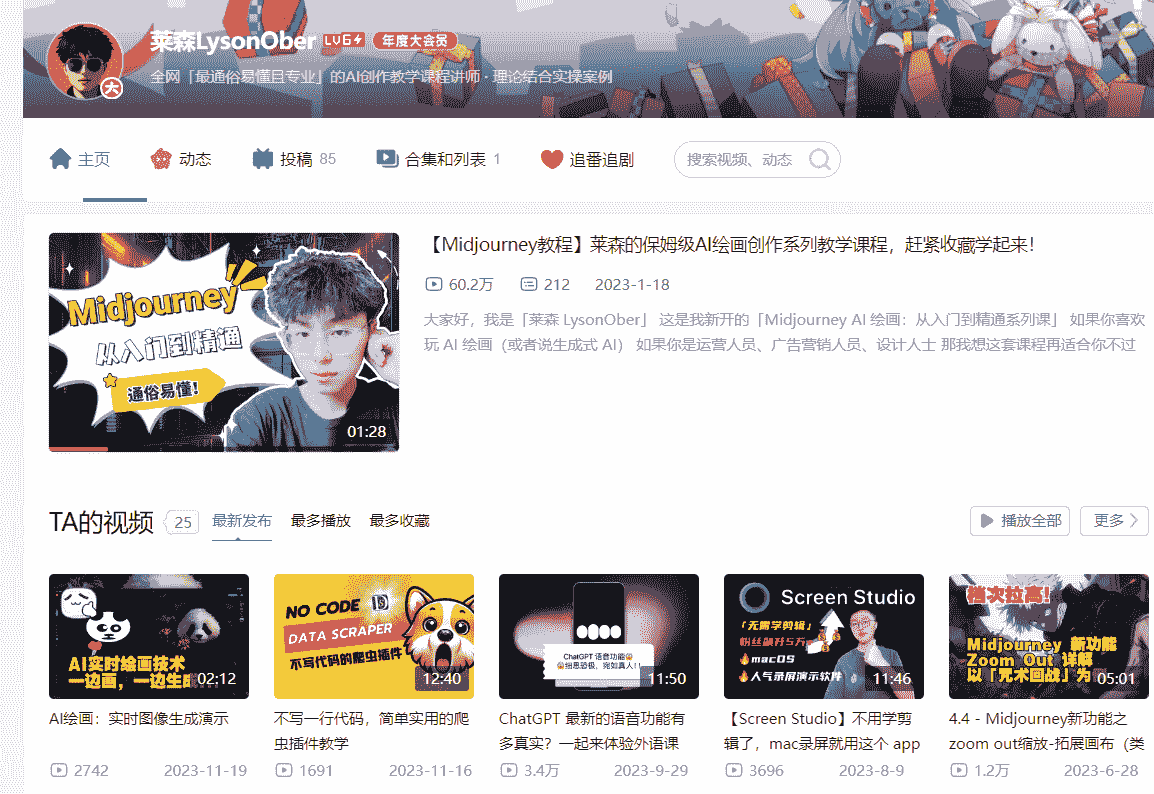 莱森LysonOber LV6 年度大会员
全网「最通俗易懂且专业」的AI创作教学课程讲师 · 理论结合实操案例
大
主页 动态 投稿 85 合集和列表 1 追番追剧 搜索视频、动态
Midjourney
从入门到精通
通俗易懂!
01:28
【Midjourney教程】莱森的保姆级AI绘画创作系列教学课程，赶紧收藏学起来！
60.2万 212 2023-1-18
大家好，我是「莱森 LysonOber」 这是我新开的「Midjourney AI 绘画：从入门到精通系列课」 如果你喜欢
玩 AI 绘画（或者说生成式 AI） 如果你是运营人员、广告营销人员、设计人士 那我想这套课程再适合你不过
TA的视频 25 最新发布 最多播放 最多收藏 播放全部 更多
AI实时绘画技术
一边画，一边生
02:12
AI绘画：实时图像生成演示
2742 2023-11-19
NO CODE
DATA SCRAPER
不写代码的爬虫插件
12:40
不写一行代码，简单实用的爬
虫插件教学
1691 2023-11-16
ChatGPT 语音功能
细思恐极，宛如真人!!
11:50
ChatGPT 最新的语音功能有
多真实？一起来体验外语课
3.4万 2023-9-29
Screen Studio
「无需学剪辑」
粉丝飙升5万
macOS
人气录屏演示软件
11:46
【Screen Studio】不用学剪
辑了，mac录屏就用这个 app
3696 2023-8-9
档次拉高!
Midjourney 新功能
Zoom Out 详解
以「咒术回战」为
05:01
4.4 - Midjourney新功能之
zoom out缩放-拓展画布（类
1.2万 2023-6-28